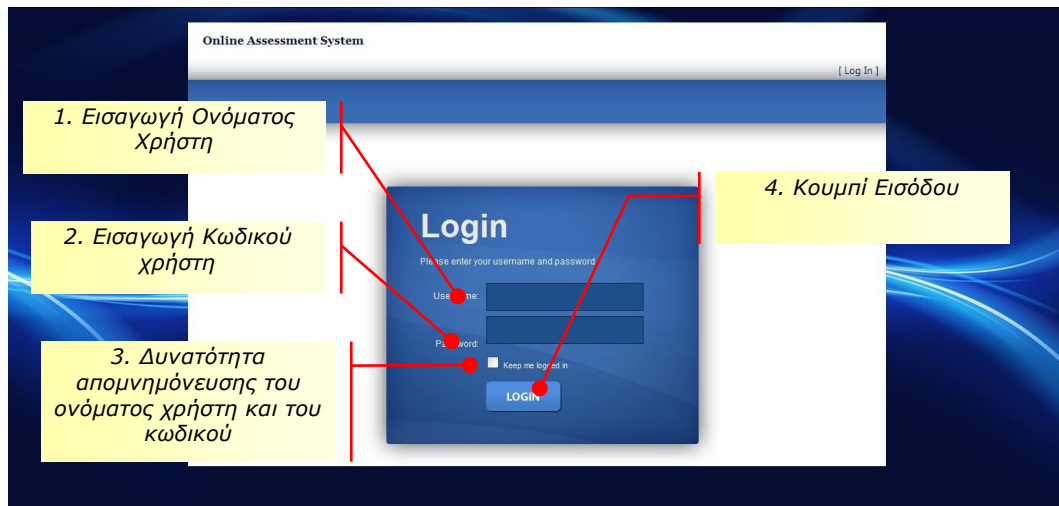 Online Assessment System
[ Log In ]
1. Εισαγωγή Ονόματος
Χρήστη
4. Κουμπί Εισόδου
Login
2. Εισαγωγή Κωδικού
χρήστη
Please enter your username and password
Username:
Password:
3. Δυνατότητα
απομνημόνευσης του
ονόματος χρήστη και του
κωδικού
Keep me logged in
LOGIN